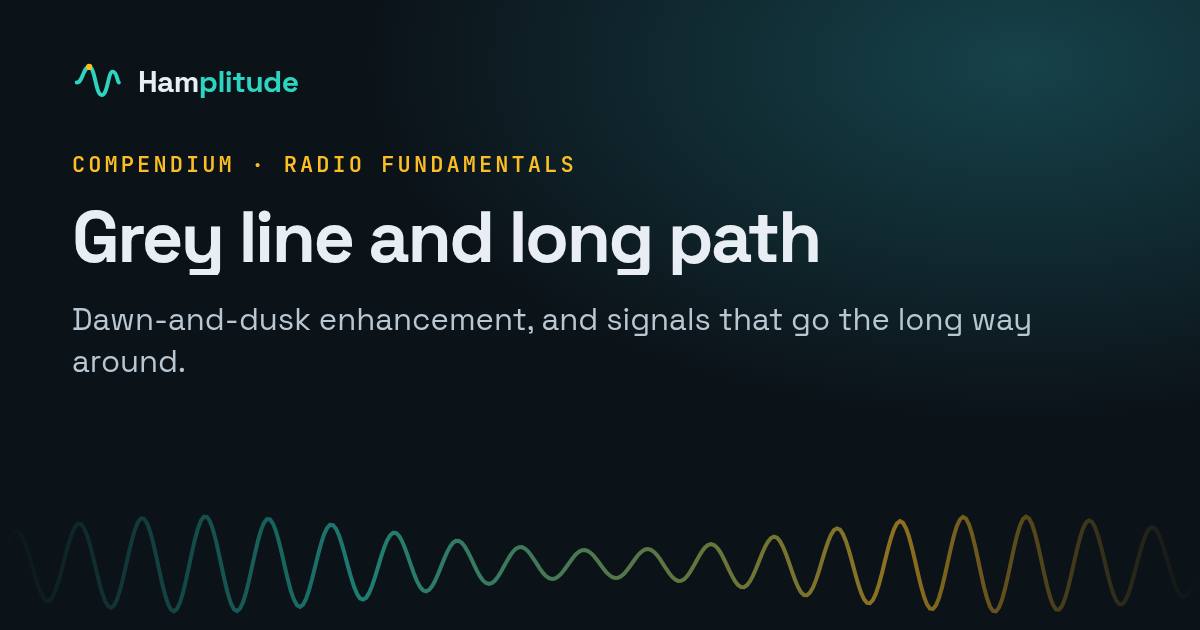 Hamplitude
COMPENDIUM · RADIO FUNDAMENTALS
Grey line and long path
Dawn-and-dusk enhancement, and signals that go the long way
around.